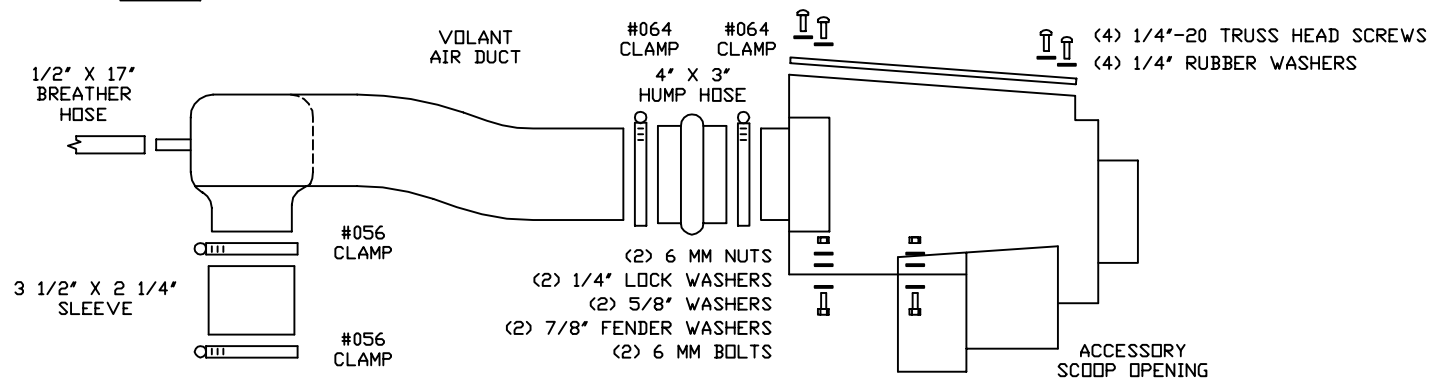 VOLANT
AIR DUCT
#064
CLAMP
#064
CLAMP
(4) 1/4"-20 TRUSS HEAD SCREWS
(4) 1/4" RUBBER WASHERS
1/2" X 17"
BREATHER
HOSE
4" X 3"
HUMP HOSE
#056
CLAMP
3 1/2" X 2 1/4"
SLEEVE
#056
CLAMP
(2) 6 MM NUTS
(2) 1/4" LOCK WASHERS
(2) 5/8" WASHERS
(2) 7/8" FENDER WASHERS
(2) 6 MM BOLTS
ACCESSORY
SCOOP OPENING